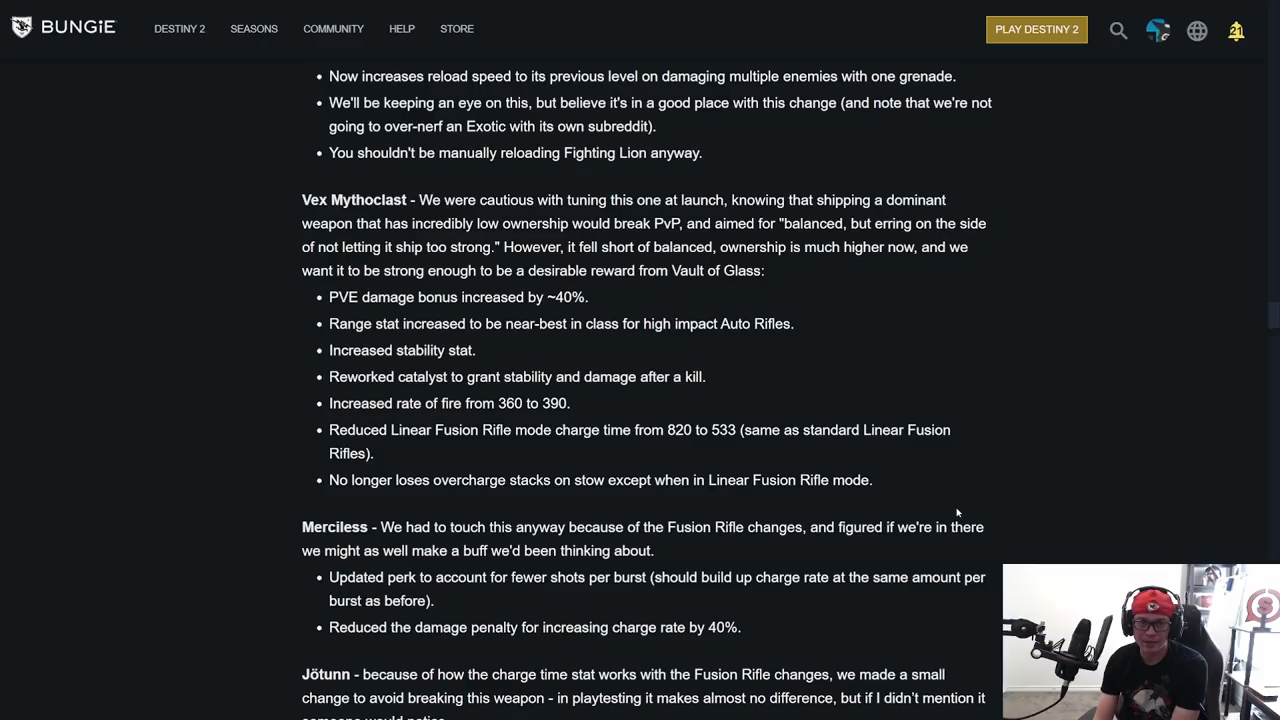 BUNGiE
DESTINY 2
SEASONS
COMMUNITY
HELP
STORE
PLAY DESTINY 2
21
• Now increases reload speed to its previous level on damaging multiple enemies with one grenade.
• We'll be keeping an eye on this, but believe it's in a good place with this change (and note that we're not
going to over-nerf an Exotic with its own subreddit).
• You shouldn't be manually reloading Fighting Lion anyway.
Vex Mythoclast - We were cautious with tuning this one at launch, knowing that shipping a dominant
weapon that has incredibly low ownership would break PvP, and aimed for "balanced, but erring on the side
of not letting it ship too strong." However, it fell short of balanced, ownership is much higher now, and we
want it to be strong enough to be a desirable reward from Vault of Glass:
• PVE damage bonus increased by ~40%.
• Range stat increased to be near-best in class for high impact Auto Rifles.
• Increased stability stat.
• Reworked catalyst to grant stability and damage after a kill.
• Increased rate of fire from 360 to 390.
• Reduced Linear Fusion Rifle mode charge time from 820 to 533 (same as standard Linear Fusion
Rifles).
• No longer loses overcharge stacks on stow except when in Linear Fusion Rifle mode.
Merciless - We had to touch this anyway because of the Fusion Rifle changes, and figured if we're in there
we might as well make a buff we'd been thinking about.
• Updated perk to account for fewer shots per burst (should build up charge rate at the same amount per
burst as before).
• Reduced the damage penalty for increasing charge rate by 40%.
Jötunn - because of how the charge time stat works with the Fusion Rifle changes, we made a small
change to avoid breaking this weapon - in playtesting it makes almost no difference, but if I didn't mention it
someone would notice.